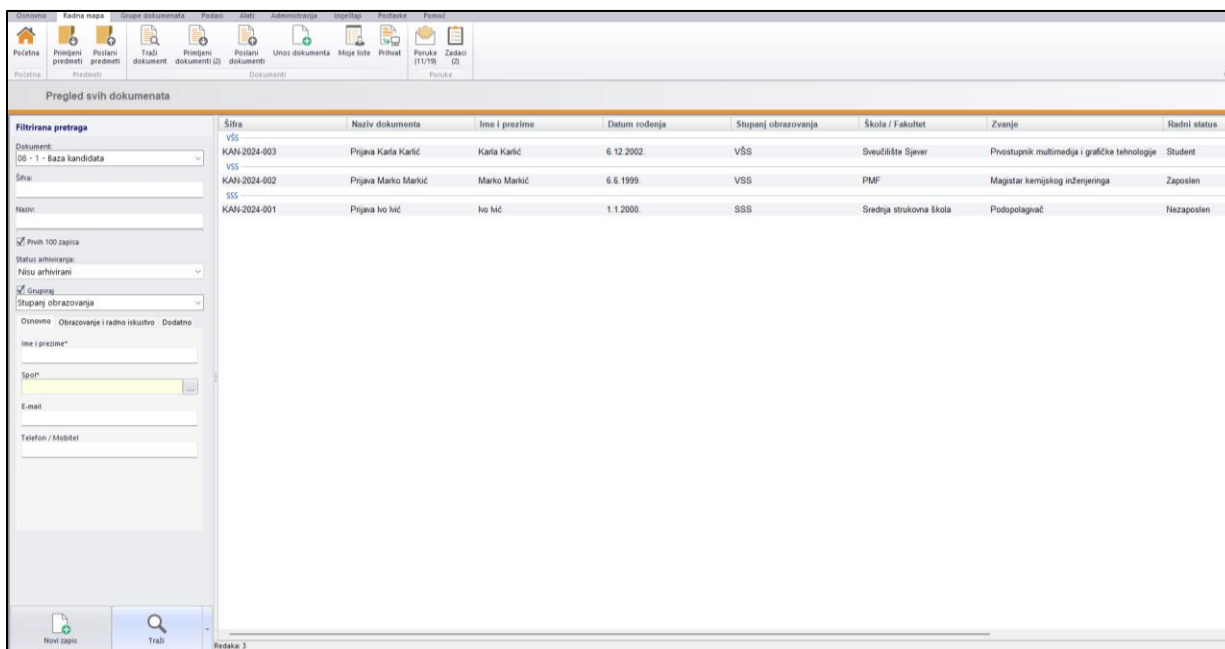 Osnovno Radna mapa Grupe dokumenata Podaci Alati Administracija Izvještaji Postavke Pomoć
Početna Primljeni predmeti Poslani predmeti Traži dokument Primljeni dokumenti (2) Poslani dokumenti Unos dokumenta Moje liste Prihvat Poruke (11/19) Zadaci (2)
Početna Predmeti Dokumenti Poruke
Pregled svih dokumenata
Filtrirana pretraga
Dokument:
08 - 1 - Baza kandidata
Šifra:
Naziv:
Prvih 100 zapisa
Status arhiviranja:
Nisu arhivirani
Grupiraj
Stupanj obrazovanja
Osnovno Obrazovanje i radno iskustvo Dodatno
Ime i prezime*
Spol*
...
E-mail
Telefon / Mobitel
Novi zapis Traži
Šifra Naziv dokumenta Ime i prezime Datum rođenja Stupanj obrazovanja Škola / Fakultet Zvanje Radni status
VŠS
KAN-2024-003 Prijava Karla Karlić Karla Karlić 6.12.2002. VŠS Sveučilište Sjever Prvostupnik multimedija i grafičke tehnologije Student
VSS
KAN-2024-002 Prijava Marko Markić Marko Markić 6.6.1999. VSS PMF Magistar kemijskog inženjeringa Zaposlen
SSS
KAN-2024-001 Prijava Ivo Ivić Ivo Ivić 1.1.2000. SSS Srednja strukovna škola Podopolagivač Nezaposlen
Redaka: 3